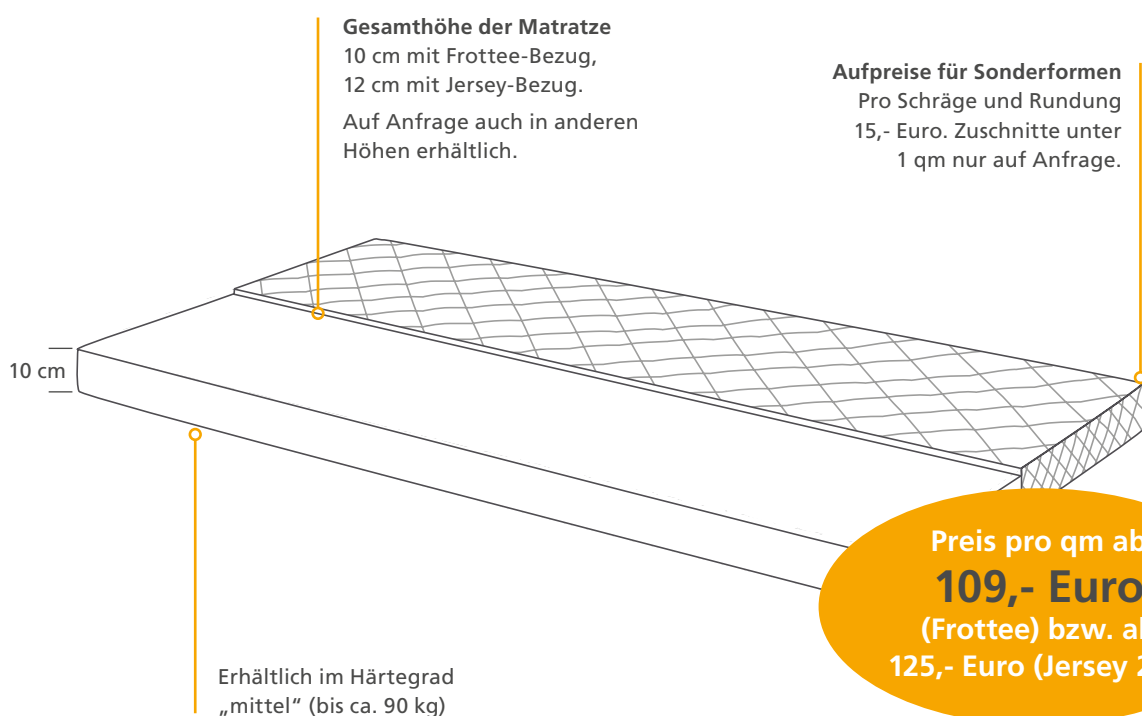 Gesamthöhe der Matratze
10 cm mit Frottee-Bezug,
12 cm mit Jersey-Bezug.
Auf Anfrage auch in anderen
Höhen erhältlich.
Aufpreise für Sonderformen
Pro Schräge und Rundung
15,- Euro. Zuschnitte unter
1 qm nur auf Anfrage.
10 cm
Preis pro qm ab
109,- Euro
(Frottee) bzw.
125,- Euro (Jersey
Erhältlich im Härtegrad
„mittel“ (bis ca. 90 kg)